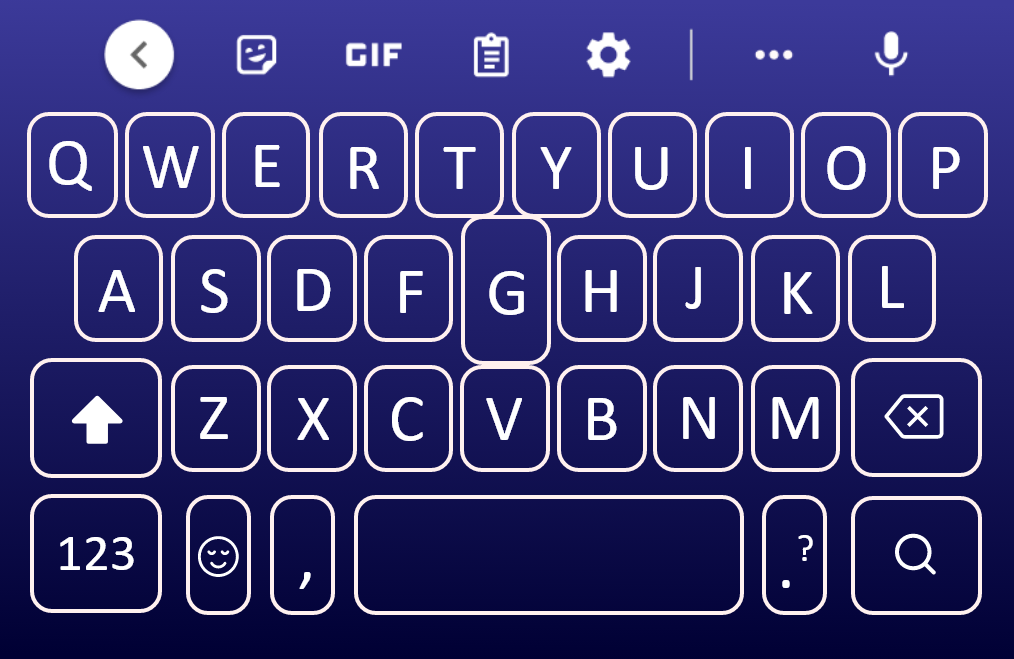 GIF
Q W E R T Y U I O P
A S D F G H J K L
Z X C V B N M
123 , . ?